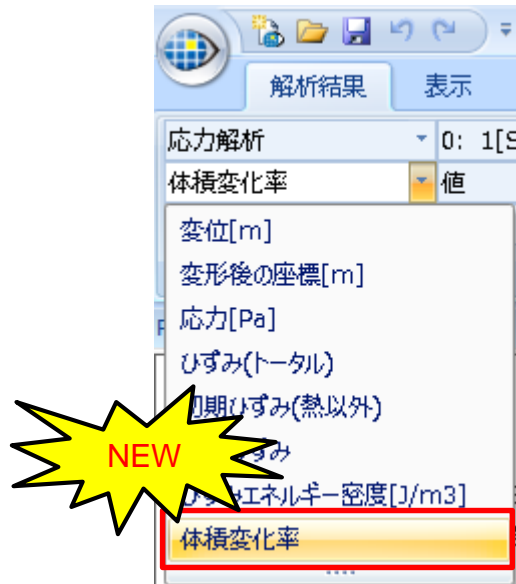 解析結果 表示
応力解析 0: 1[S
体積変化率 値
変位[m]
変形後の座標[m]
応力[Pa]
ひずみ(トータル)
期ひずみ(熱以外)
NEW
ずみ
エネルギー密度[J/m3]
体積変化率